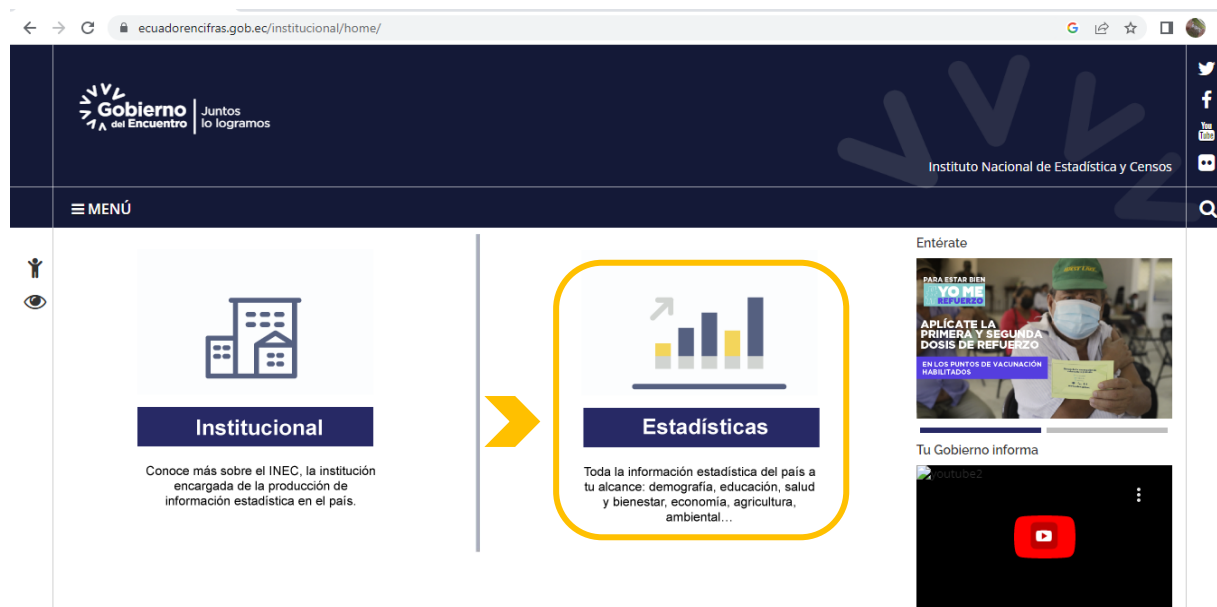 ecuadorencifras.gob.ec/institucional/home/
G
Gobierno
del Encuentro
Juntos
lo logramos
f
You
Tube
Instituto Nacional de Estadística y Censos
MENÚ
Institucional
Conoce más sobre el INEC, la institución
encargada de la producción de
información estadística en el país.
Estadísticas
Toda la información estadística del país a
tu alcance: demografía, educación, salud
y bienestar, economía, agricultura,
ambiental…
Entérate
PARA ESTAR BIEN
YO ME
REFUERZO
APLÍCATE LA
PRIMERA Y SEGUNDA
DOSIS DE REFUERZO
EN LOS PUNTOS DE VACUNACIÓN
HABILITADOS
Tu Gobierno informa
youtube2